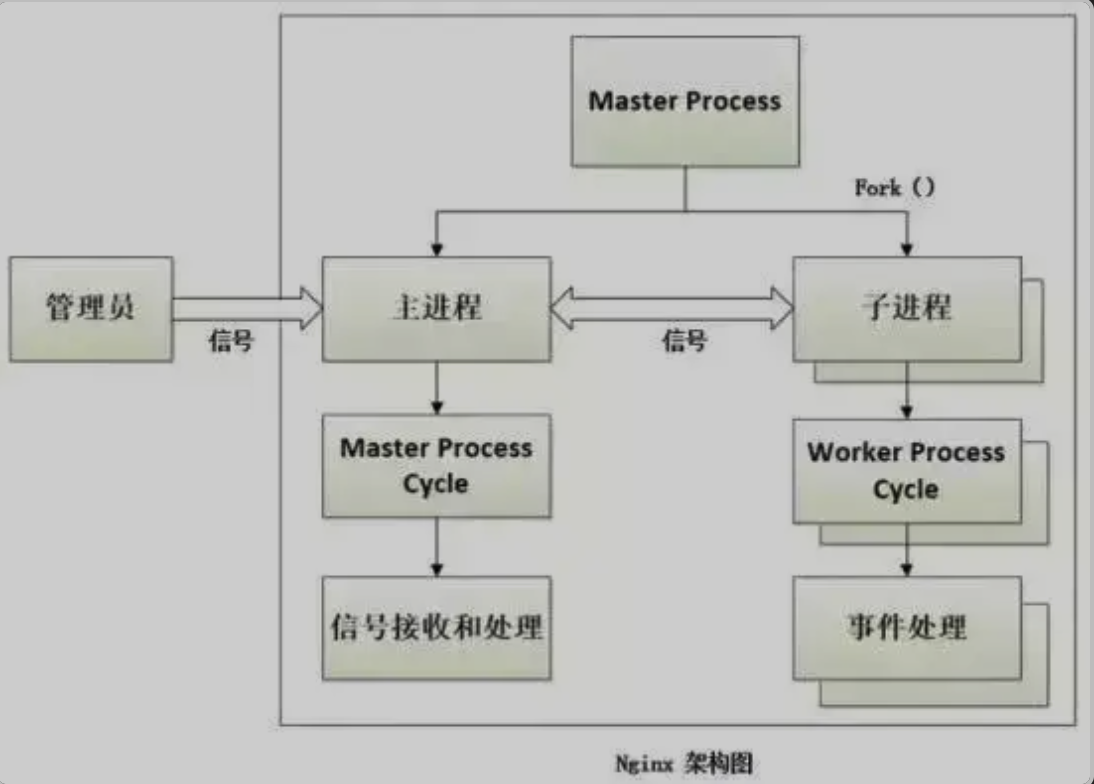 Master Process
Fork（）
管理员
信号
主进程
信号
子进程
Master Process
Cycle
Worker Process
Cycle
信号接收和处理
事件处理
Nginx 架构图